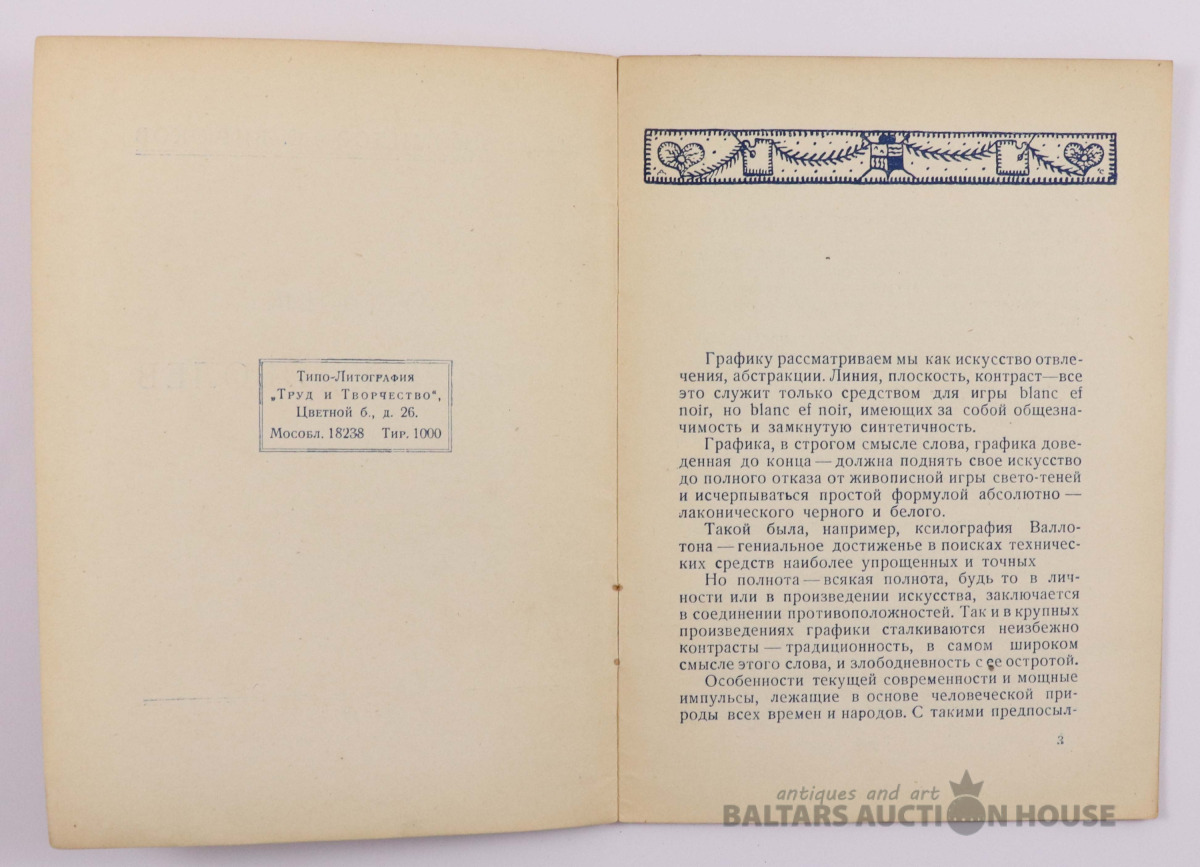 Типо-Литография
„Труд и Творчество",
Цветной б., д. 26.
Мособл. 18238 Тир. 1000
Графику рассматриваем мы как искусство отвле-
чения, абстракции. Линия, плоскость, контраст—все
это служит только средством для игры blanc ef
noir, но blanc ef noir, имеющих за собой общезна-
чимость и замкнутую синтетичность.
Графика, в строгом смысле слова, графика дове-
денная до конца — должна поднять свое искусство
до полного отказа от живописной игры свето-теней
и исчерпываться простой формулой абсолютно —
лаконического черного и белого.
Такой была, например, ксилография Валло-
тона — гениальное достиженье в поисках техничес-
ких средств наиболее упрощенных и точных
Но полнота — всякая полнота, будь то в лич-
ности или в произведении искусства, заключается
в соединении противоположностей. Так и в крупных
произведениях графики сталкиваются неизбежно
контрасты — традиционность, в самом широком
смысле этого слова, и злободневность с ее остротой.
Особенности текущей современности и мощные
импульсы, лежащие в основе человеческой при-
роды всех времен и народов. С такими предпосыл-
3
antiques and art
BALTARS AUCTION HOUSE